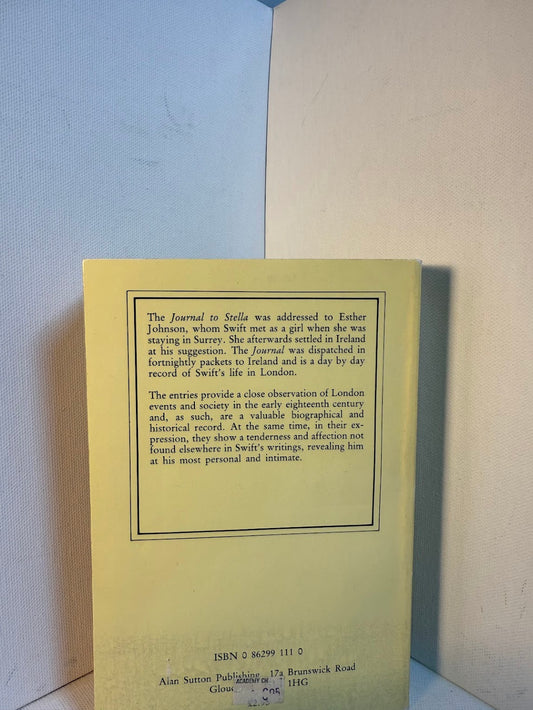 The Journal to Stella was addressed to Esther
Johnson, whom Swift met as a girl when she was
staying in Surrey. She afterwards settled in Ireland
at his suggestion. The Journal was dispatched in
fortnightly packets to Ireland and is a day by day
record of Swift's life in London.
The entries provide a close observation of London
events and society in the early eighteenth century
and, as such, are a valuable biographical and
historical record. At the same time, in their ex-
pression, they show a tenderness and affection not
found elsewhere in Swift's writings, revealing him
at his most personal and intimate.
ISBN 0 86299 111 0
Alan Sutton Publishing 17a Brunswick Road
ACADEMY CH
1HG